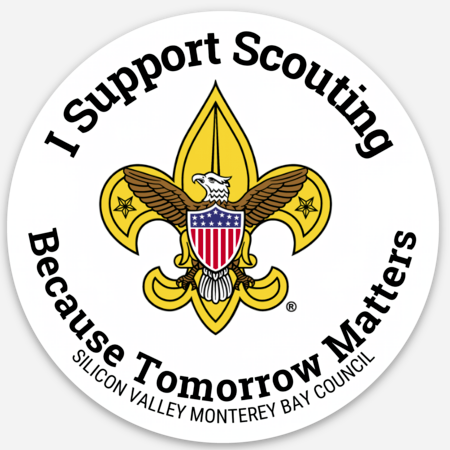 I Support Scouting
Because Tomorrow Matters
SILICON VALLEY MONTEREY BAY COUNCIL
®